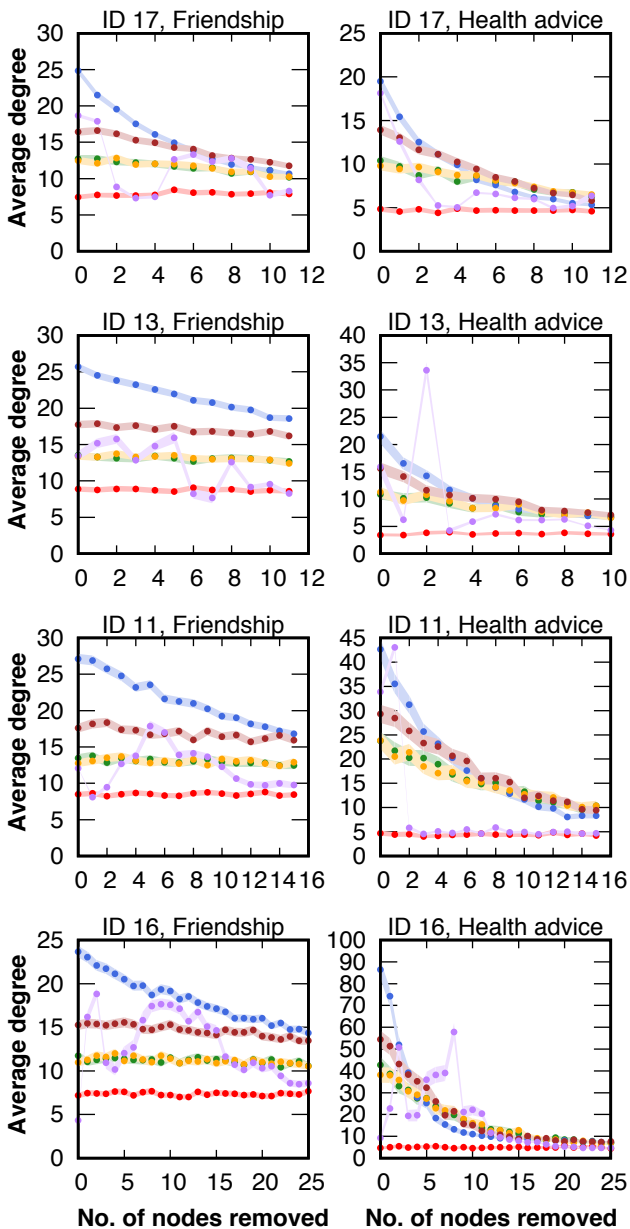 ID 17, Friendship
ID 17, Health advice
Average degree
30
25
20
15
10
5
0
0 2 4 6 8 10 12
25
20
15
10
5
0
0 2 4 6 8 10 12
ID 13, Friendship
ID 13, Health advice
Average degree
30
25
20
15
10
5
0
0 2 4 6 8 10 12
40
35
30
25
20
15
10
5
0
0 2 4 6 8 10
ID 11, Friendship
ID 11, Health advice
Average degree
30
25
20
15
10
5
0
0 2 4 6 8 10 12 14 16
45
40
35
30
25
20
15
10
5
0
0 2 4 6 8 10 12 14 16
ID 16, Friendship
ID 16, Health advice
Average degree
25
20
15
10
5
0
0 5 10 15 20 25
100
90
80
70
60
50
40
30
20
10
0
0 5 10 15 20 25
No. of nodes removed
No. of nodes removed